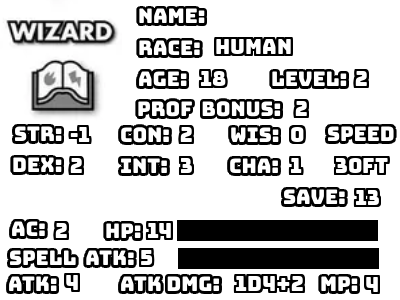 WIZARD
NAME:
RACE: HUMAN
AGE: 18 LEVEL: 2
PROF BONUS: 2
STR: -1 CON: 2 WIS: 0 SPEED
DEX: 2 INT: 3 CHA: 1 30FT
SAVE: 13
AC: 2 HP: 14
SPELL ATK: 5
ATK: 4 ATK DMG: 1D4+2 MP: 4